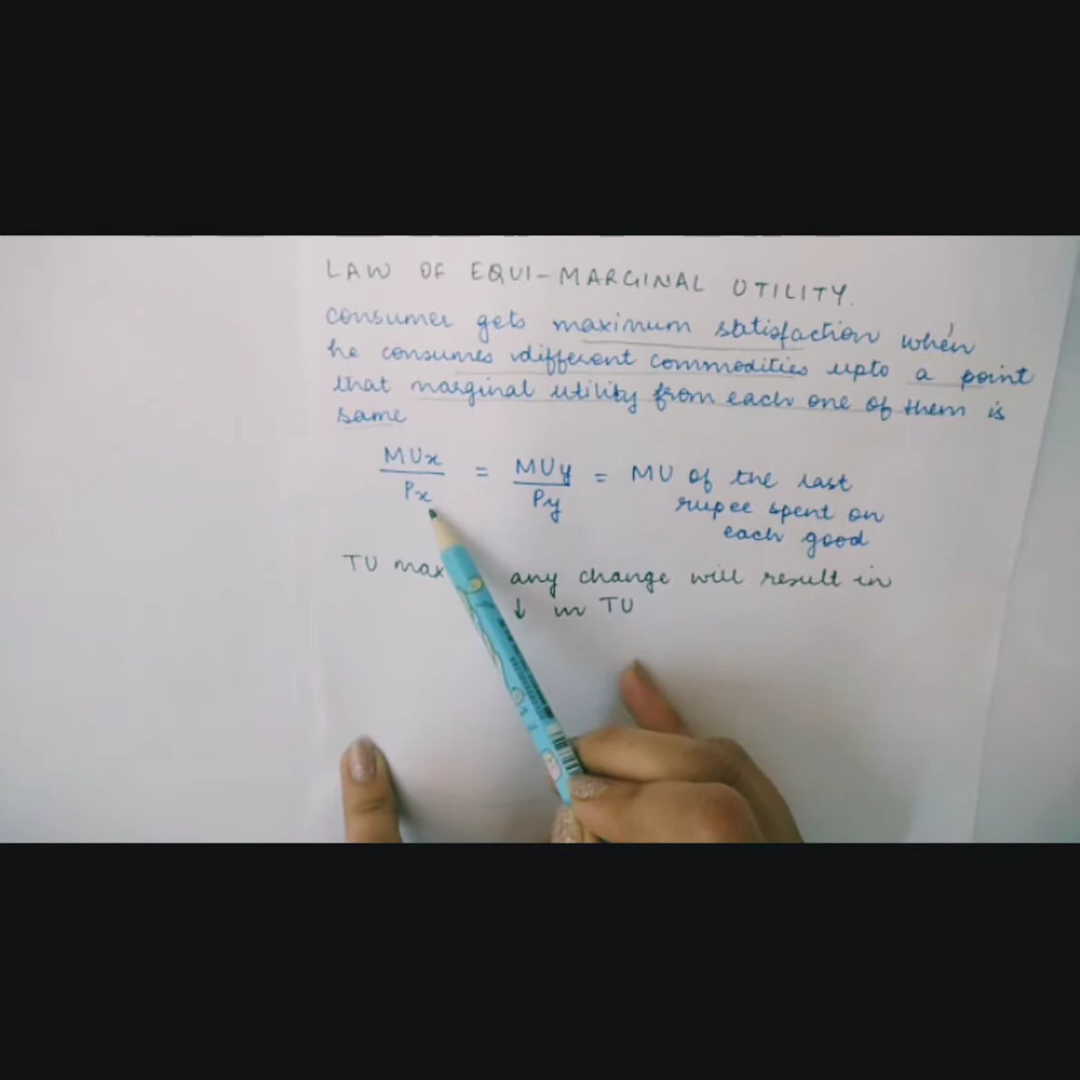 LAW OF EQUI-MARGINAL UTILITY.
consumer gets maximum satisfaction when
he consumes different commodities upto a point
that marginal utility from each one of them is
same
MUx / Px = MUy / Py = MU of the last
rupee spent on
each good
TU max any change will result in
↓ in TU